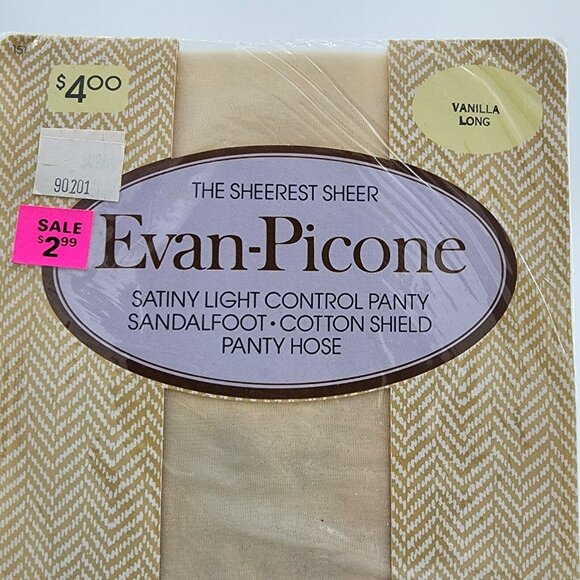 151
$4.00
VANILLA
LONG
90201
SALE
$2.99
THE SHEEREST SHEER
Evan-Picone
SATINY LIGHT CONTROL PANTY
SANDALFOOT • COTTON SHIELD
PANTY HOSE